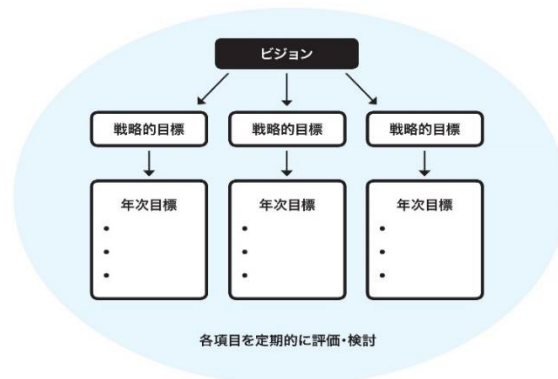 ビジョン
戦略的目標
戦略的目標
戦略的目標
年次目標
年次目標
年次目標
各項目を定期的に評価・検討